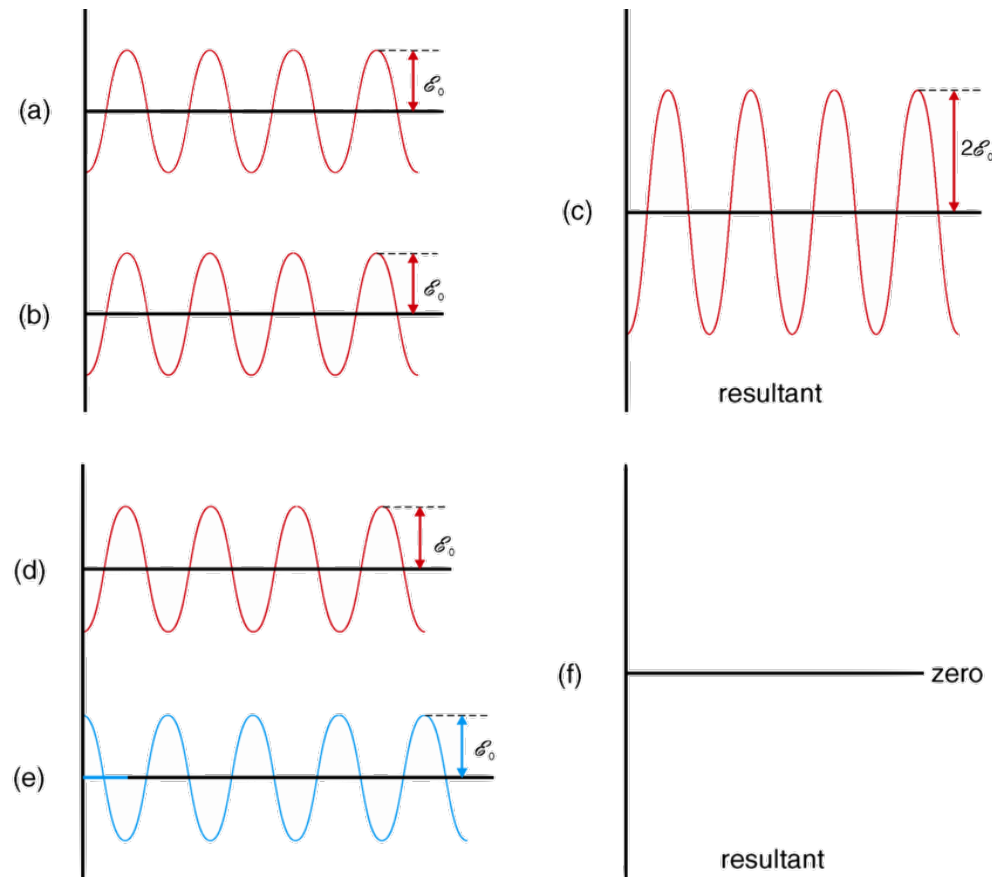 (a)
ℰ₀
(b)
ℰ₀
(c)
2ℰ₀
resultant
(d)
ℰ₀
(e)
ℰ₀
(f)
zero
resultant